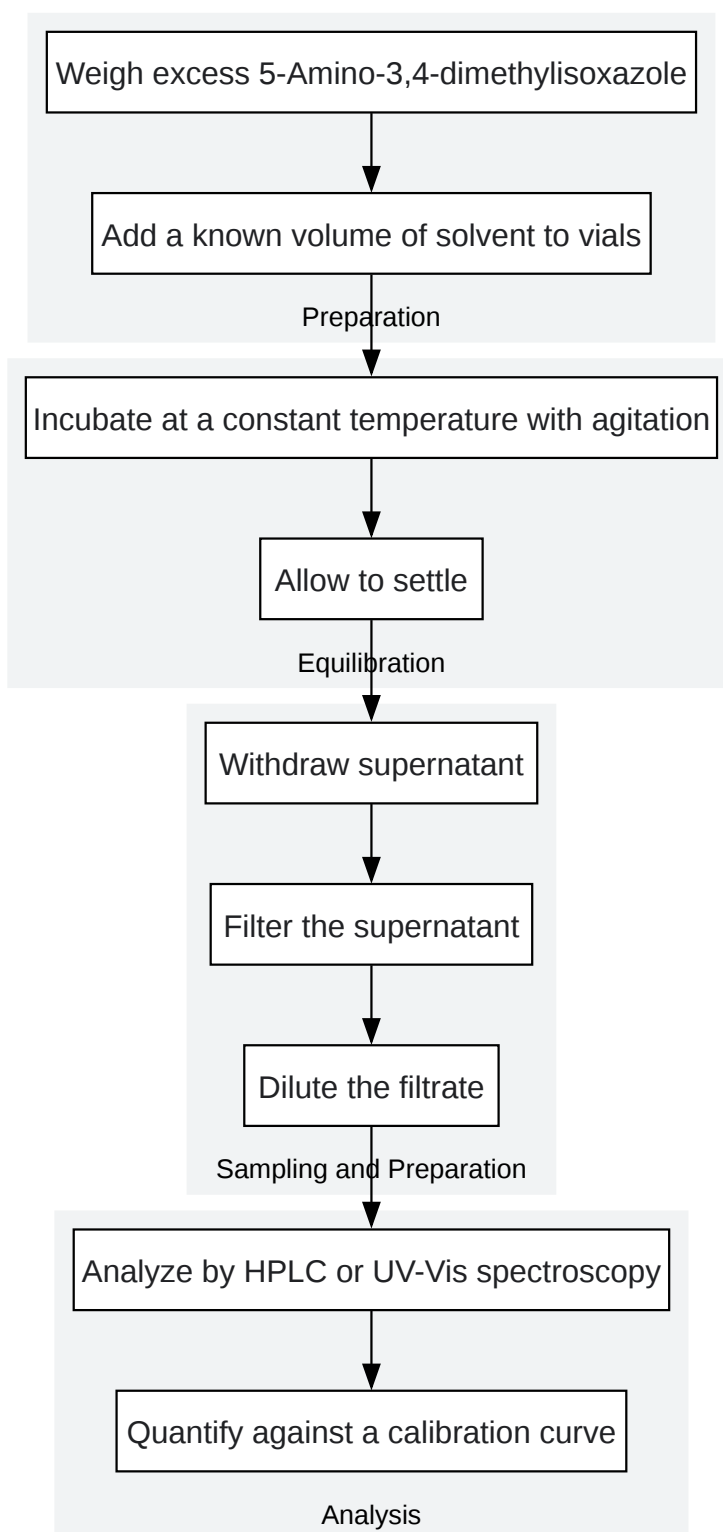 Weigh excess 5-Amino-3,4-dimethylisoxazole
Add a known volume of solvent to vials
Preparation
Incubate at a constant temperature with agitation
Allow to settle
Equilibration
Withdraw supernatant
Filter the supernatant
Dilute the filtrate
Sampling and Preparation
Analyze by HPLC or UV-Vis spectroscopy
Quantify against a calibration curve
Analysis